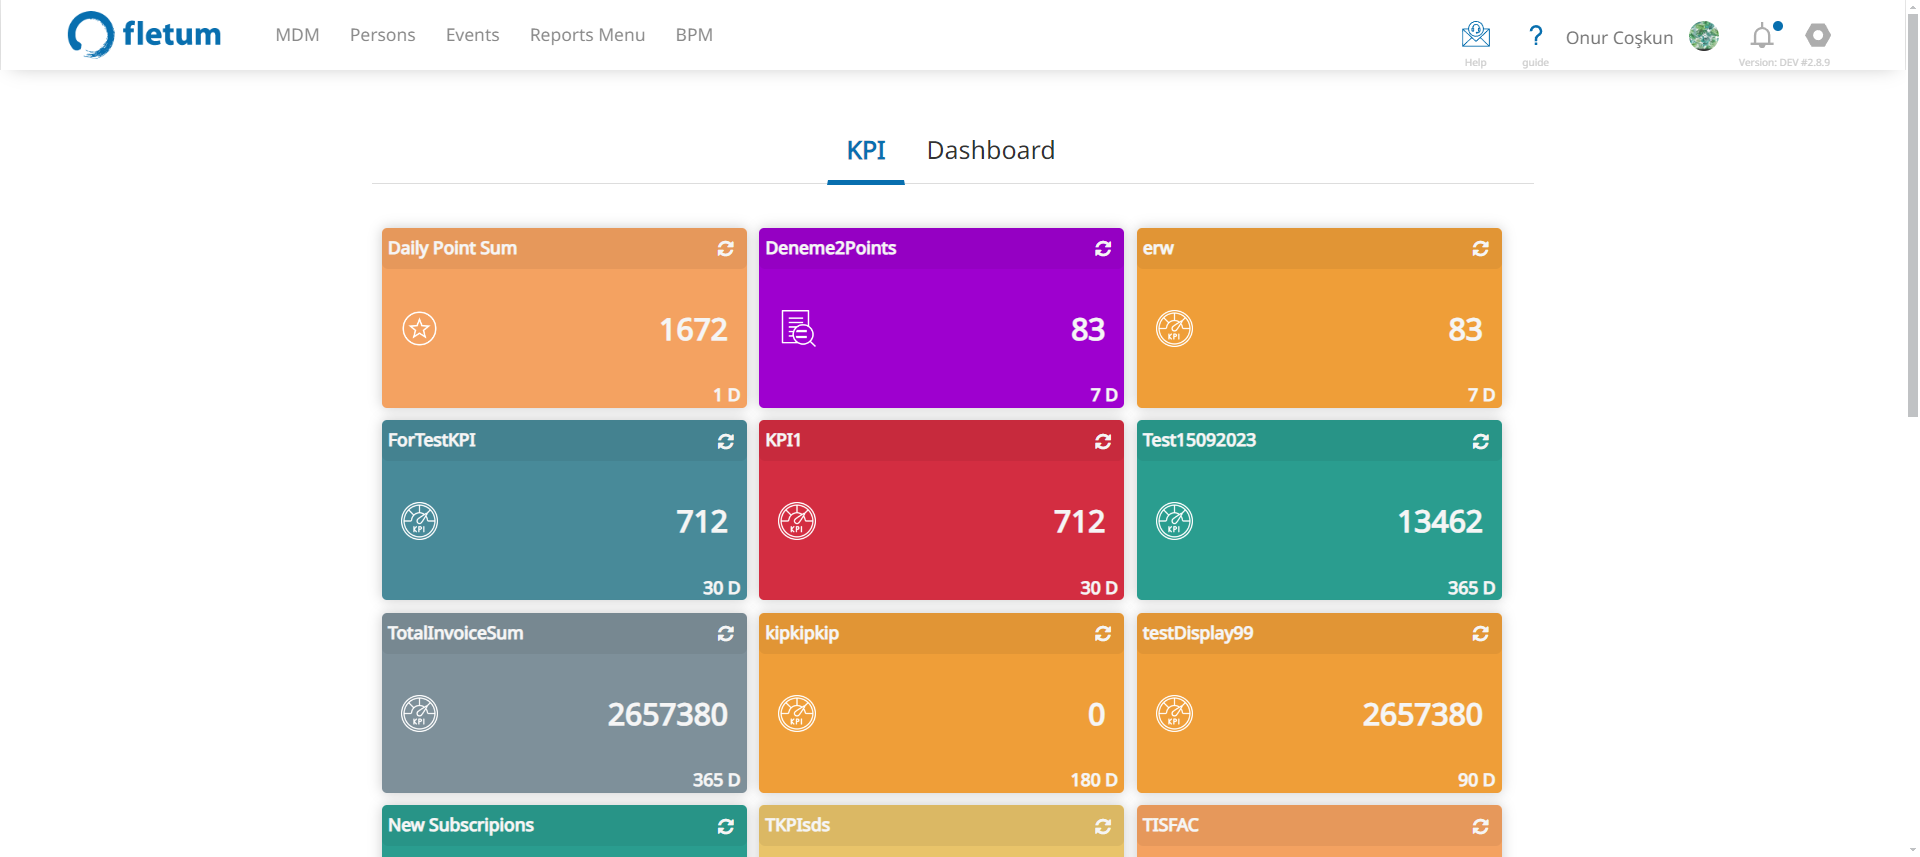 fletum
MDM Persons Events Reports Menu BPM
Help
?
guide
Onur Coşkun
Version: DEV #2.8.9
KPI Dashboard
Daily Point Sum
1672
1 D
Deneme2Points
83
7 D
erw
KPI
83
7 D
ForTestKPI
KPI
712
30 D
KPI1
KPI
712
30 D
Test15092023
KPI
13462
365 D
TotalInvoiceSum
KPI
2657380
365 D
kipkipkip
KPI
0
180 D
testDisplay99
KPI
2657380
90 D
New Subscripions
TKPIsds
TISFAC